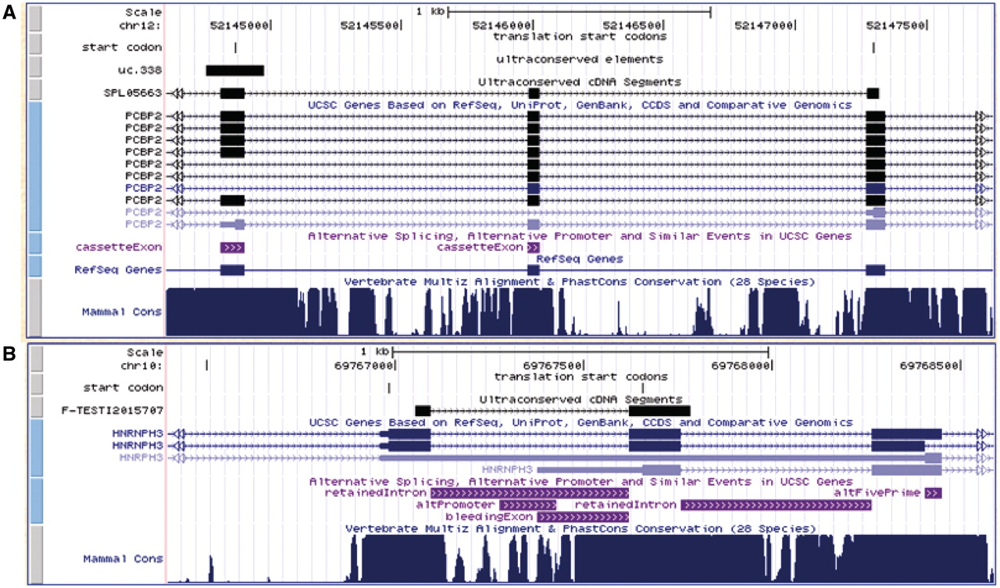 A
Scale 1 kb
chr12: 52145000| 52145500| 52146000| 52146500| 52147000| 52147500|
translation start codons
start codon
ultraconserved elements
uc.338
Ultraconserved cDNA Segments
SPL05663
UCSC Genes Based on RefSeq, UniProt, GenBank, CCDS and Comparative Genomics
PCBP2
PCBP2
PCBP2
PCBP2
PCBP2
PCBP2
PCBP2
PCBP2
PCBP2
PCBP2
Alternative Splicing, Alternative Promoter and Similar Events in UCSC Genes
cassetteExon cassetteExon
RefSeq Genes
RefSeq Genes
Vertebrate Multiz Alignment & PhastCons Conservation (28 Species)
Mammal Cons
B
Scale 1 kb
chr10: 69767000| 69767500| 69768000| 69768500|
translation start codons
start codon
Ultraconserved cDNA Segments
F-TESTI2015707
UCSC Genes Based on RefSeq, UniProt, GenBank, CCDS and Comparative Genomics
HNRNPH3
HNRNPH3
HNRPH3
HNRNPH3
Alternative Splicing, Alternative Promoter and Similar Events in UCSC Genes
retainedIntron altFivePrime
altPromoter retainedIntron
bleedingExon
Vertebrate Multiz Alignment & PhastCons Conservation (28 Species)
Mammal Cons